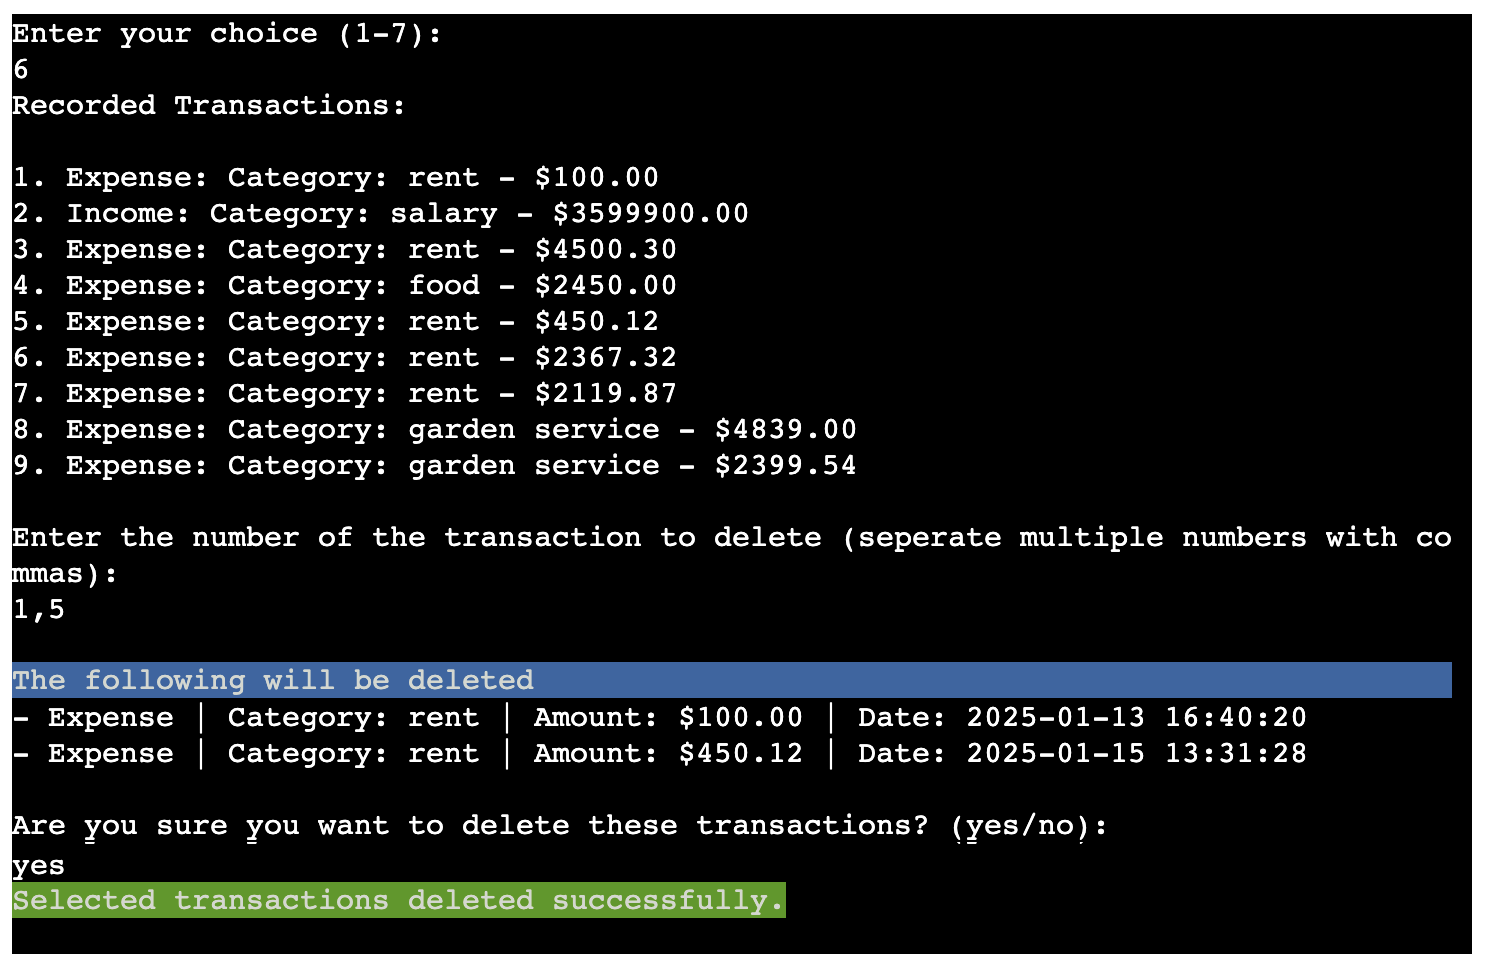 Enter your choice (1-7):
6
Recorded Transactions:
1. Expense: Category: rent - $100.00
2. Income: Category: salary - $3599900.00
3. Expense: Category: rent - $4500.30
4. Expense: Category: food - $2450.00
5. Expense: Category: rent - $450.12
6. Expense: Category: rent - $2367.32
7. Expense: Category: rent - $2119.87
8. Expense: Category: garden service - $4839.00
9. Expense: Category: garden service - $2399.54
Enter the number of the transaction to delete (seperate multiple numbers with co
mmas):
1,5
The following will be deleted
- Expense | Category: rent | Amount: $100.00 | Date: 2025-01-13 16:40:20
- Expense | Category: rent | Amount: $450.12 | Date: 2025-01-15 13:31:28
Are you sure you want to delete these transactions? (yes/no):
yes
Selected transactions deleted successfully.